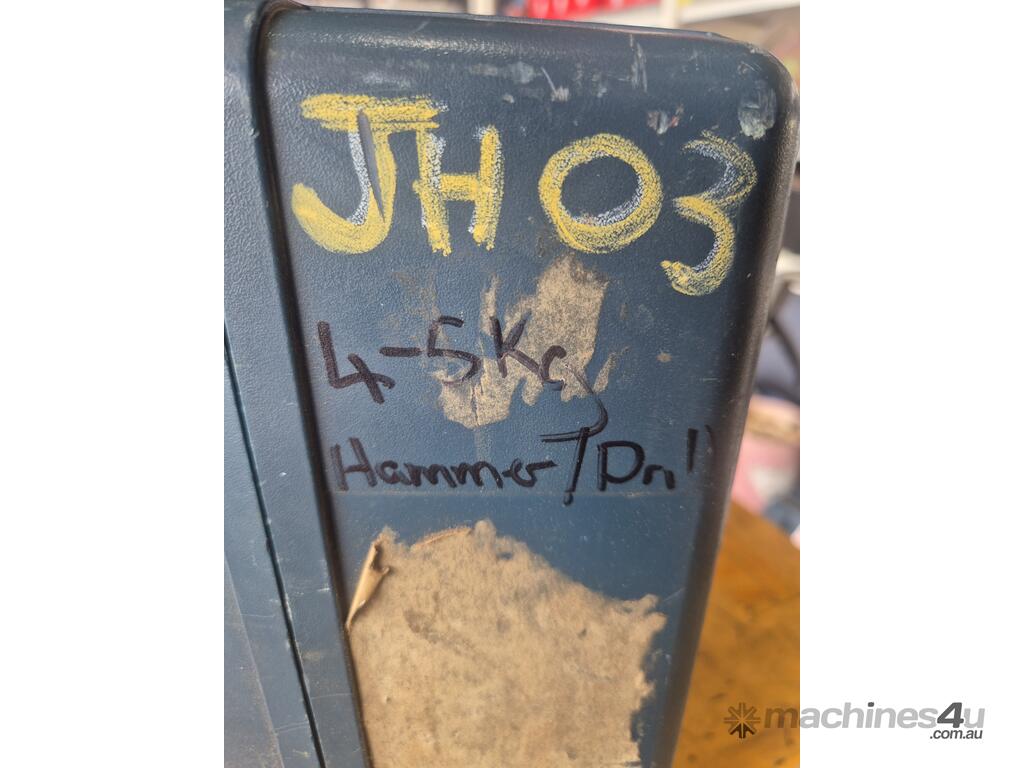 JH03
4-5Kg
Hammer/Drill
machines4u
.com.au